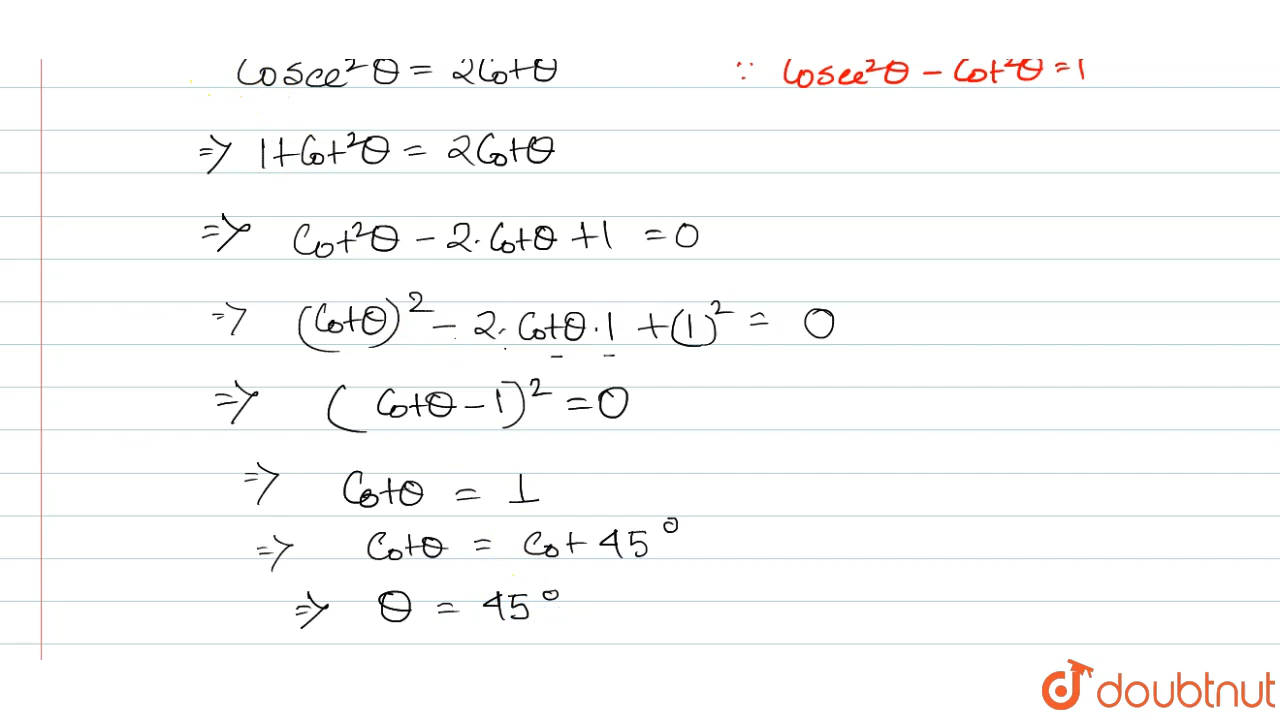 Cosec²θ = 2Cotθ ∵ Cosec²θ – Cot²θ = 1
⇒ 1+Cot²θ = 2Cotθ
⇒ Cot²θ – 2.Cotθ +1 = 0
⇒ (Cotθ)² – 2.Cotθ.1 + (1)² = 0
⇒ (Cotθ – 1)² = 0
⇒ Cotθ = 1
⇒ Cotθ = Cot 45°
⇒ θ = 45°
doubtnut